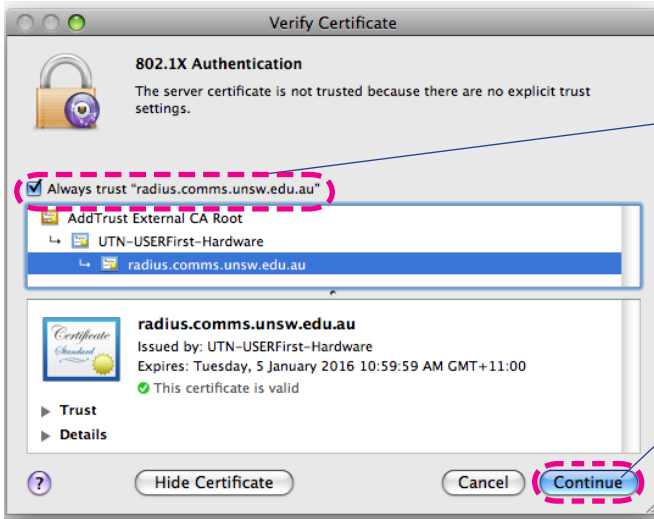 Verify Certificate
802.1X Authentication
The server certificate is not trusted because there are no explicit trust
settings.
Always trust “radius.comms.unsw.edu.au”
AddTrust External CA Root
UTN-USERFirst-Hardware
radius.comms.unsw.edu.au
Certificate
Standard
radius.comms.unsw.edu.au
Issued by: UTN-USERFirst-Hardware
Expires: Tuesday, 5 January 2016 10:59:59 AM GMT+11:00
This certificate is valid
Trust
Details
?
Hide Certificate
Cancel
Continue